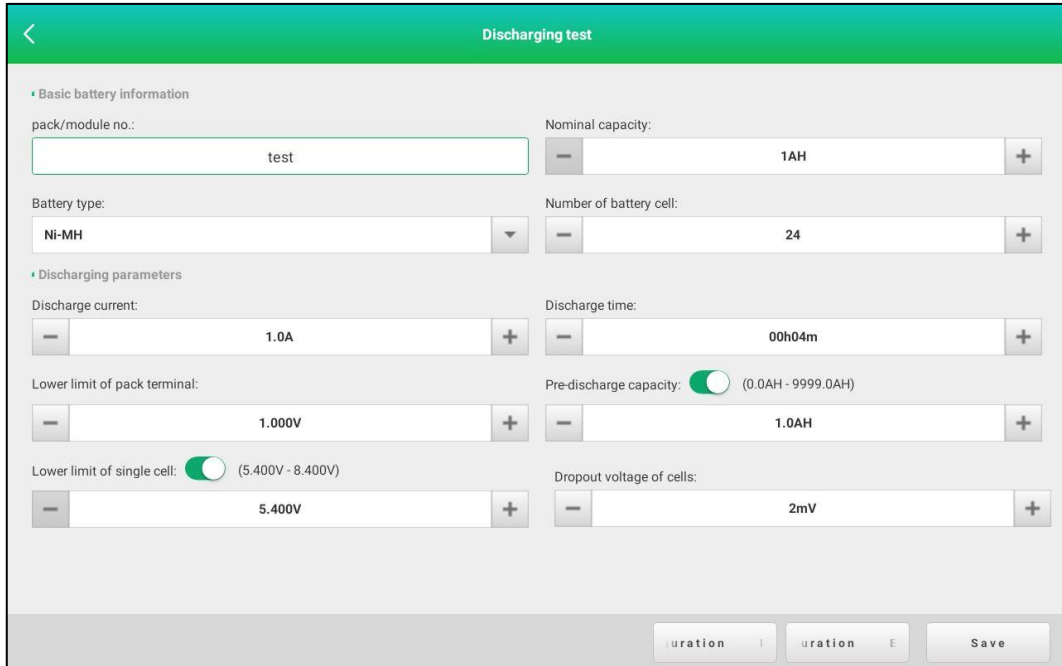 Discharging test
Basic battery information
pack/module no.:
Nominal capacity:
test
1AH
Battery type:
Number of battery cell:
Ni-MH
24
Discharging parameters
Discharge current:
Discharge time:
1.0A
00h04m
Lower limit of pack terminal:
Pre-discharge capacity: (0.0AH - 9999.0AH)
1.000V
1.0AH
Lower limit of single cell: (5.400V - 8.400V)
Dropout voltage of cells:
5.400V
2mV
uration I uration E Save